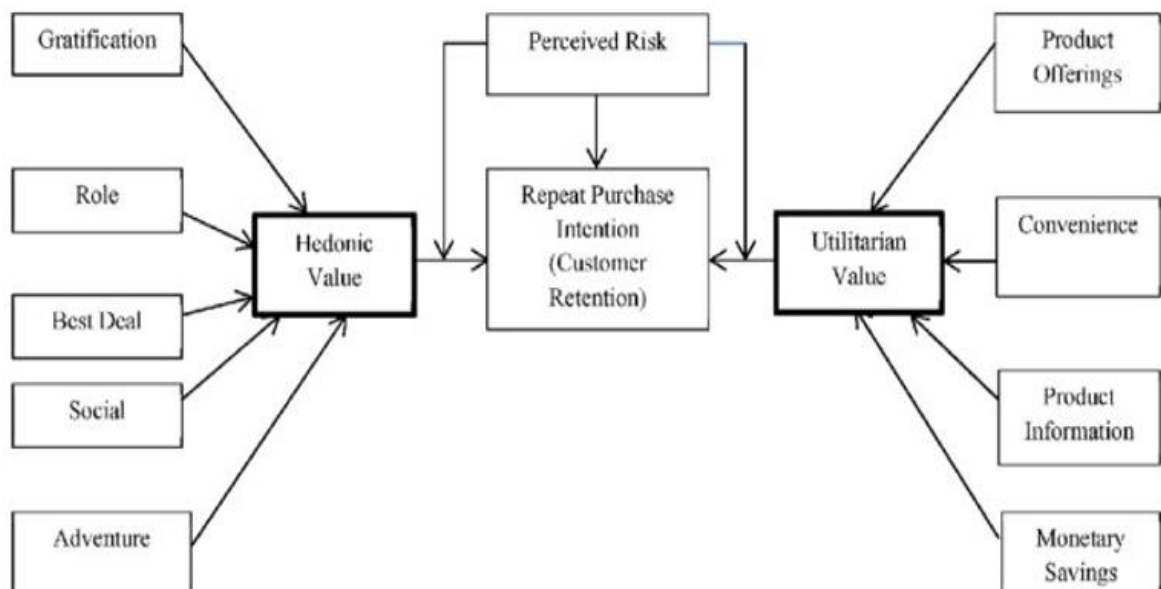 Gratification
Role
Best Deal
Social
Adventure
Hedonic
Value
Perceived Risk
Repeat Purchase
Intention
(Customer
Retention)
Utilitarian
Value
Product
Offerings
Convenience
Product
Information
Monetary
Savings